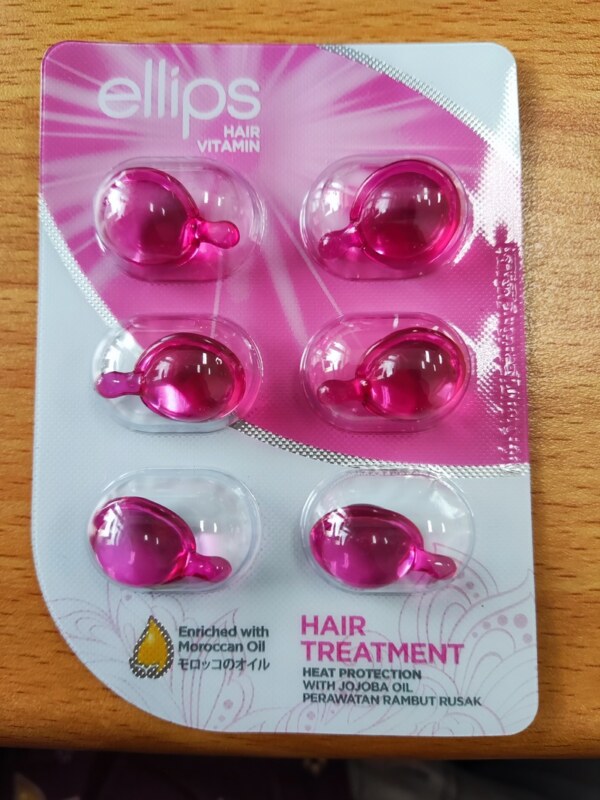 ellips
HAIR
VITAMIN
Enriched with
Moroccan Oil
モロッコのオイル
HAIR
TREATMENT
HEAT PROTECTION
WITH JOJOBA OIL
PERAWATAN RAMBUT RUSAK